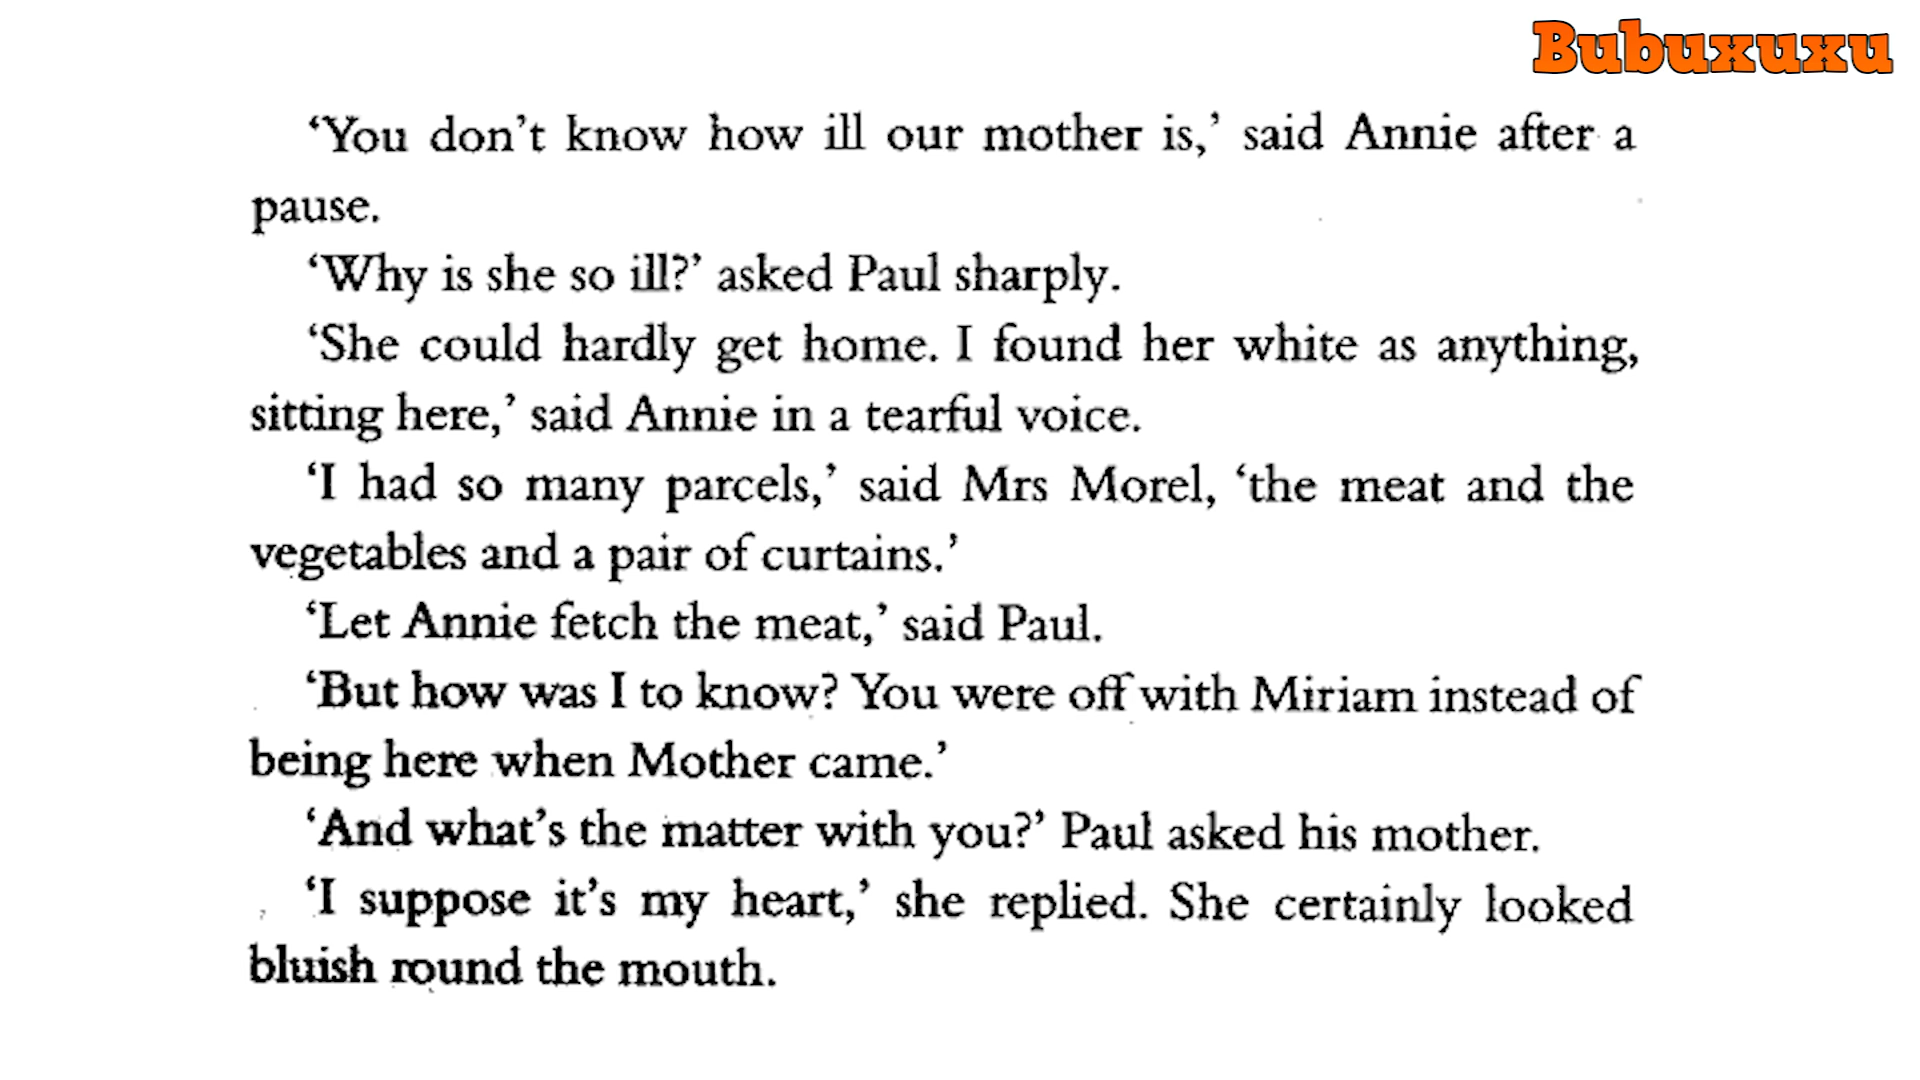 Bubuxuxu
‘You don’t know how ill our mother is,’ said Annie after a
pause.
‘Why is she so ill?’ asked Paul sharply.
‘She could hardly get home. I found her white as anything,
sitting here,’ said Annie in a tearful voice.
‘I had so many parcels,’ said Mrs Morel, ‘the meat and the
vegetables and a pair of curtains.’
‘Let Annie fetch the meat,’ said Paul.
‘But how was I to know? You were off with Miriam instead of
being here when Mother came.’
‘And what’s the matter with you?’ Paul asked his mother.
‘I suppose it’s my heart,’ she replied. She certainly looked
bluish round the mouth.